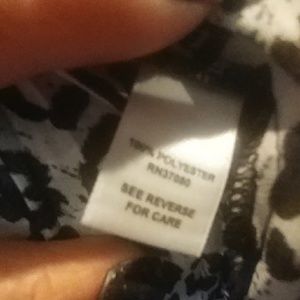 100% POLYESTER
RN37080
SEE REVERSE
FOR CARE